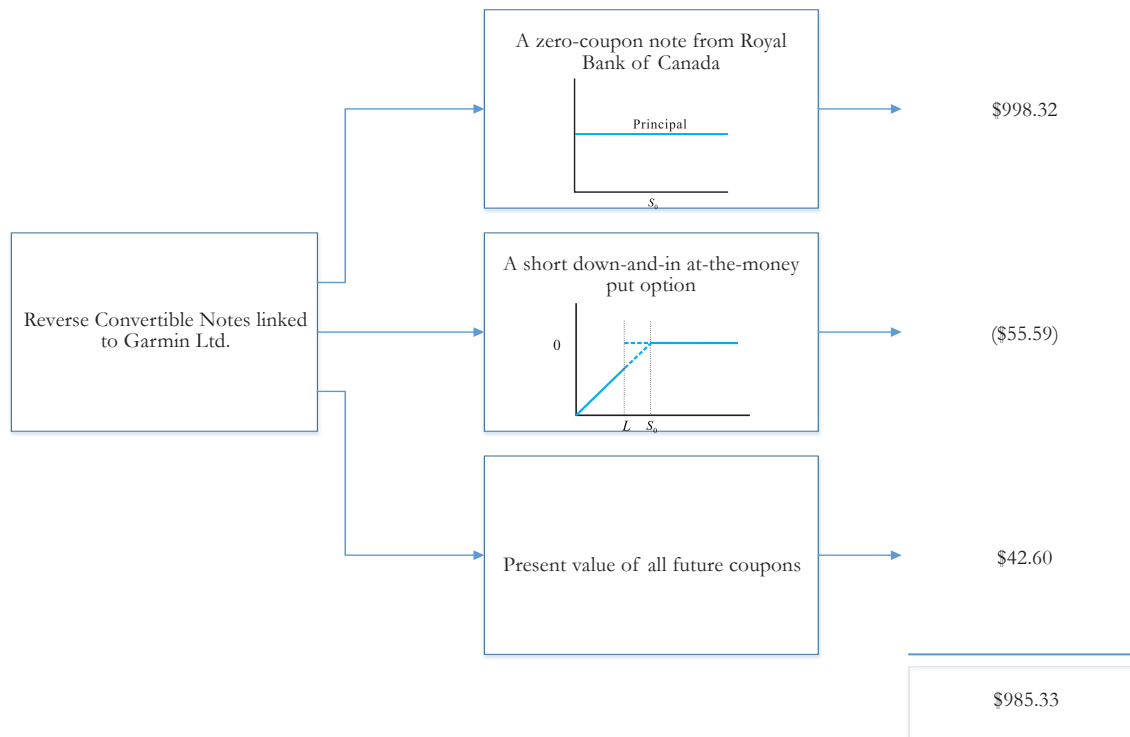 A zero-coupon note from Royal
Bank of Canada
Principal
S₀
$998.32
Reverse Convertible Notes linked
to Garmin Ltd.
A short down-and-in at-the-money
put option
0
L
S₀
($55.59)
Present value of all future coupons
$42.60
$985.33